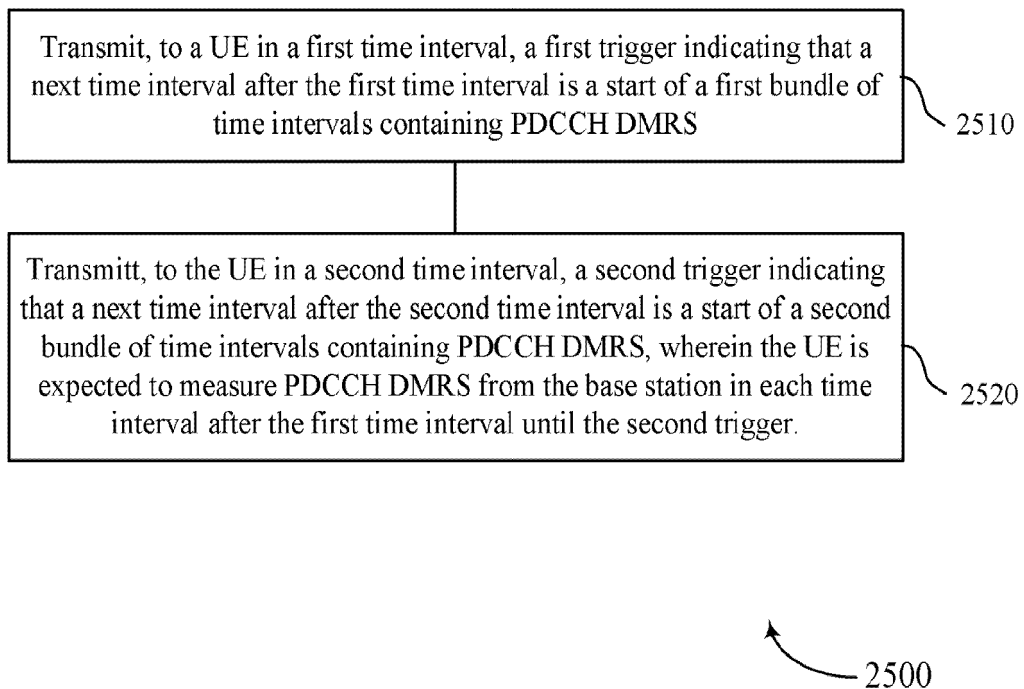 Transmit, to a UE in a first time interval, a first trigger indicating that a
next time interval after the first time interval is a start of a first bundle of
time intervals containing PDCCH DMRS
2510
Transmitt, to the UE in a second time interval, a second trigger indicating
that a next time interval after the second time interval is a start of a second
bundle of time intervals containing PDCCH DMRS, wherein the UE is
expected to measure PDCCH DMRS from the base station in each time
interval after the first time interval until the second trigger.
2520
2500